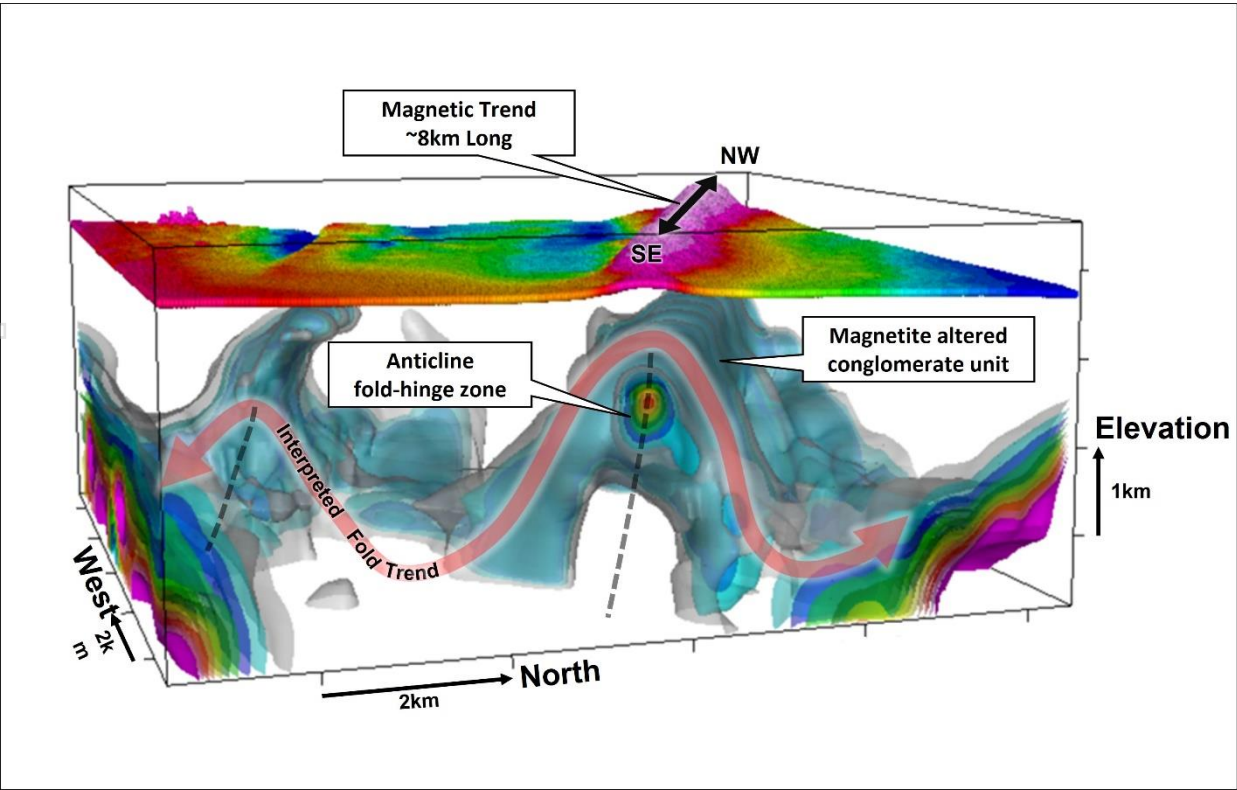 Magnetic Trend
~8km Long
NW
SE
Anticline
fold-hinge zone
Magnetite altered
conglomerate unit
Interpreted Fold Trend
Elevation
1km
West
2k
m
North
2km